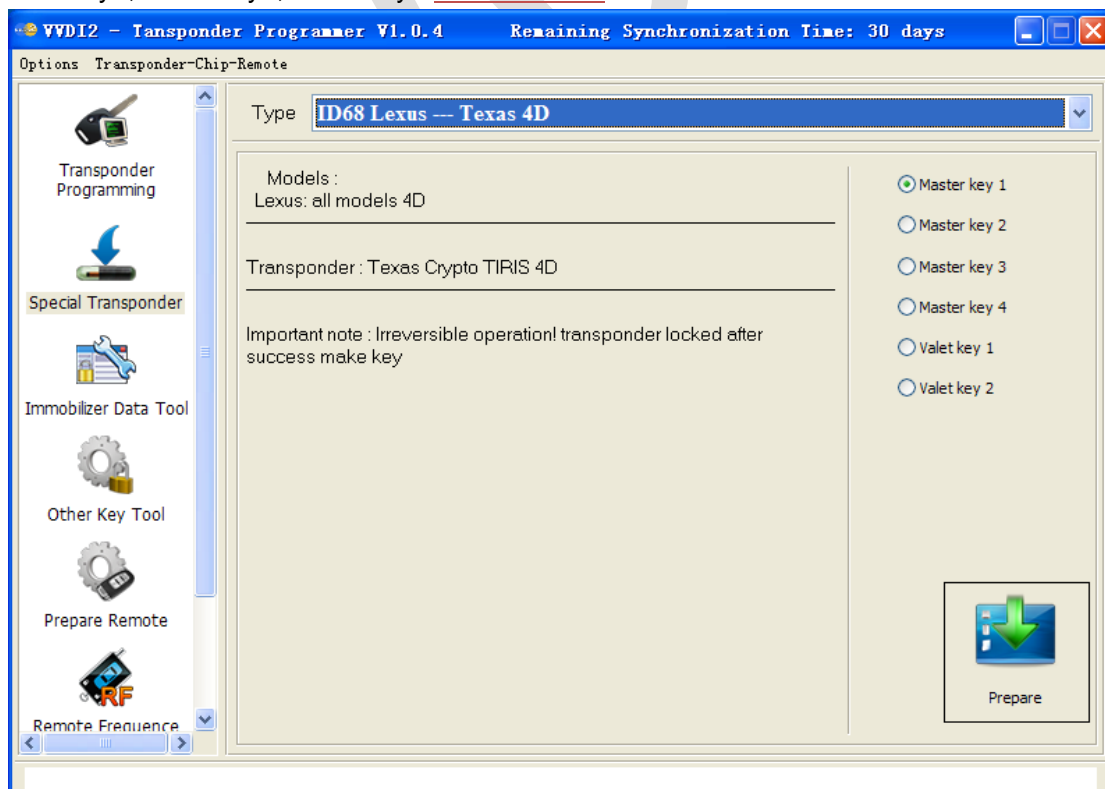 VVDI2 - Tansponder Programmer V1.0.4 Remaining Synchronization Time: 30 days
Options Transponder-Chip-Remote
Transponder
Programming
Special Transponder
Immobilizer Data Tool
Other Key Tool
Prepare Remote
RF
Remote Frequence
Type ID68 Lexus --- Texas 4D
Models :
Lexus: all models 4D
Transponder : Texas Crypto TIRIS 4D
Important note : Irreversible operation! transponder locked after
success make key
Master key 1
Master key 2
Master key 3
Master key 4
Valet key 1
Valet key 2
Prepare